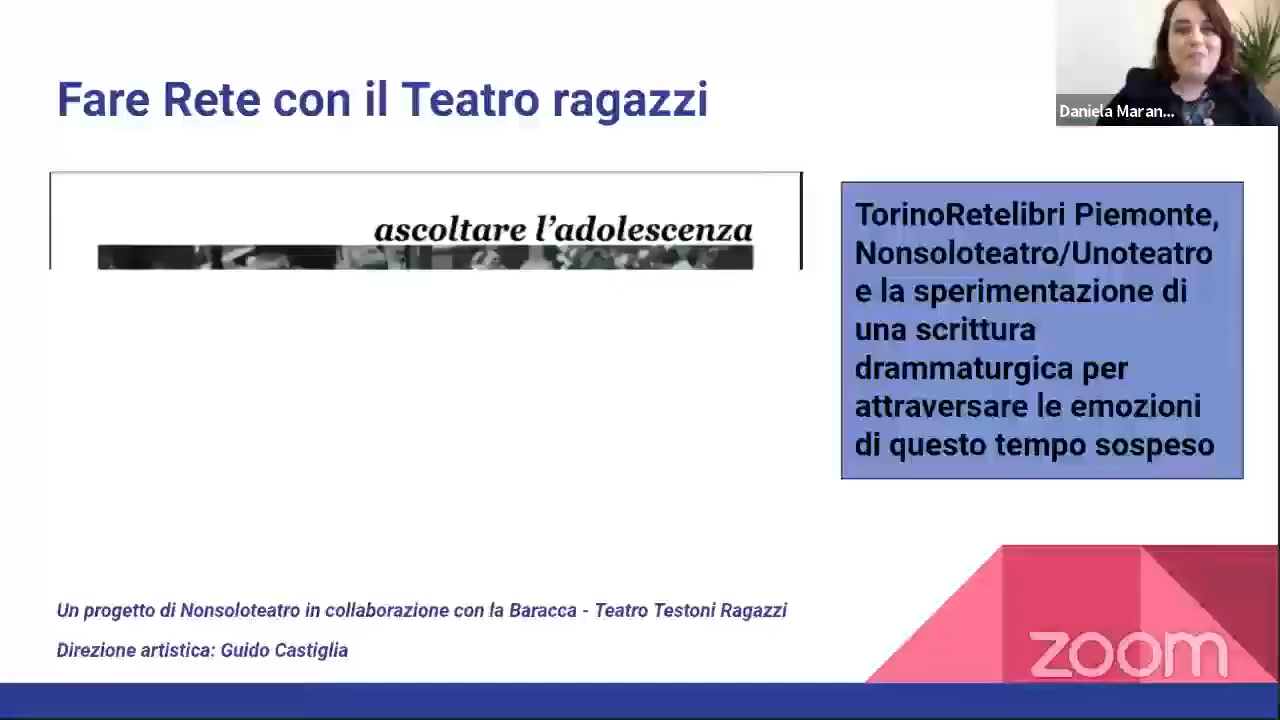 Fare Rete con il Teatro ragazzi
Daniela Maran...
ascoltare l'adolescenza
TorinoRetelibri Piemonte,
Nonsoloteatro/Unoteatro
e la sperimentazione di
una scrittura
drammaturgica per
attraversare le emozioni
di questo tempo sospeso
Un progetto di Nonsoloteatro in collaborazione con la Baracca - Teatro Testoni Ragazzi
Direzione artistica: Guido Castiglia
zoom